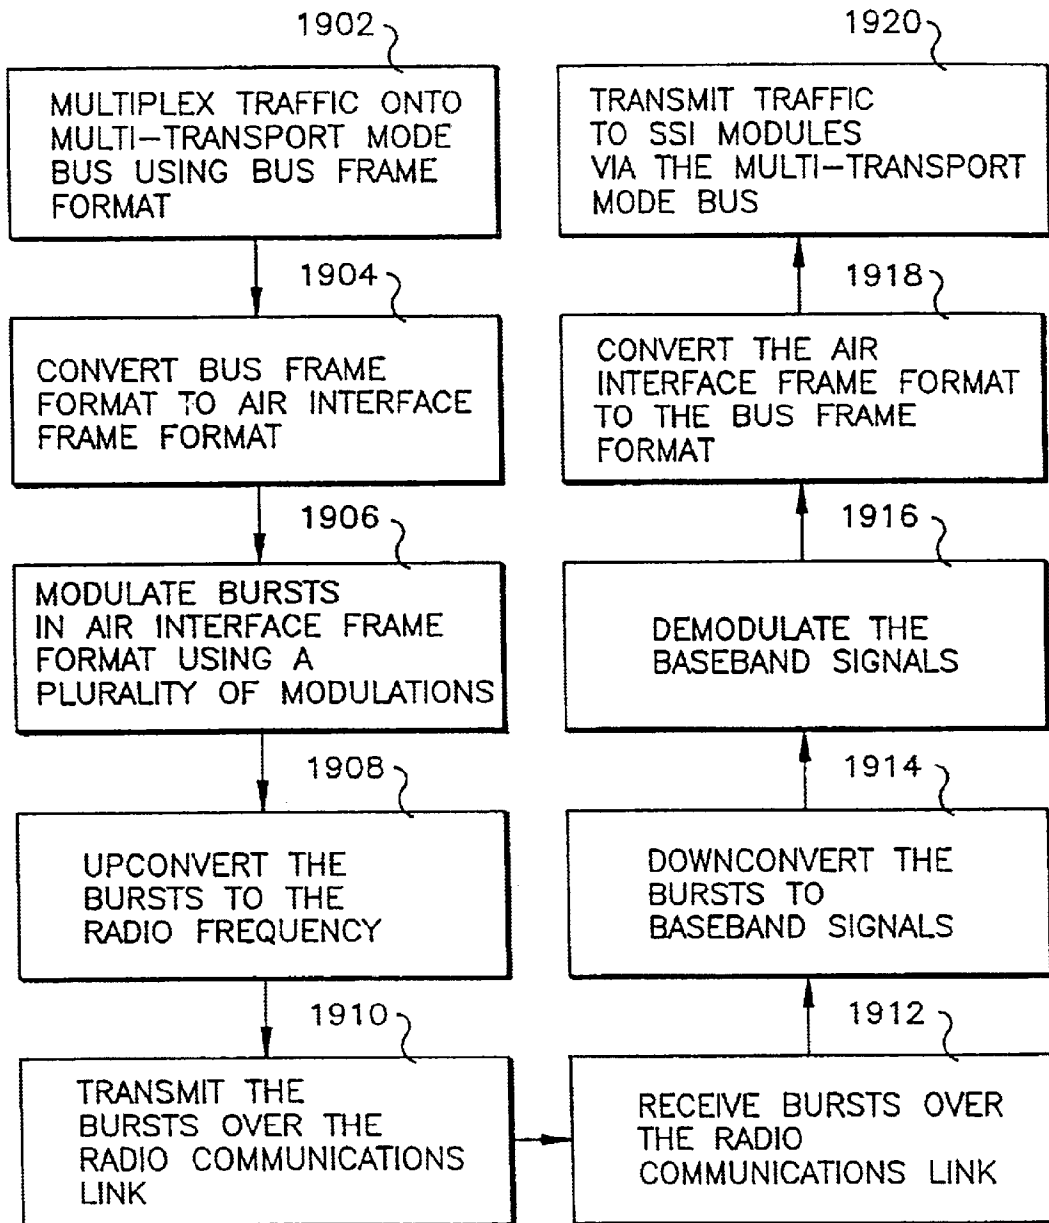 1902
MULTIPLEX TRAFFIC ONTO
MULTI-TRANSPORT MODE
BUS USING BUS FRAME
FORMAT
1904
CONVERT BUS FRAME
FORMAT TO AIR INTERFACE
FRAME FORMAT
1906
MODULATE BURSTS
IN AIR INTERFACE FRAME
FORMAT USING A
PLURALITY OF MODULATIONS
1908
UPCONVERT THE
BURSTS TO THE
RADIO FREQUENCY
1910
TRANSMIT THE
BURSTS OVER THE
RADIO COMMUNICATIONS
LINK
1912
RECEIVE BURSTS OVER
THE RADIO
COMMUNICATIONS LINK
1914
DOWNCONVERT THE
BURSTS TO
BASEBAND SIGNALS
1916
DEMODULATE THE
BASEBAND SIGNALS
1918
CONVERT THE AIR
INTERFACE FRAME FORMAT
TO THE BUS FRAME
FORMAT
1920
TRANSMIT TRAFFIC
TO SSI MODULES
VIA THE MULTI-TRANSPORT
MODE BUS